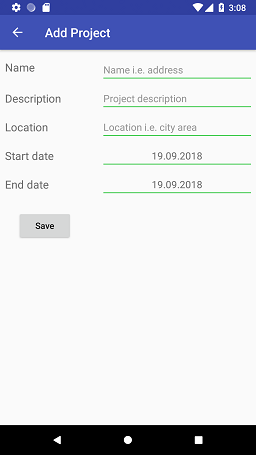 3:08
Add Project
Name Name i.e. address
Description Project description
Location Location i.e. city area
Start date 19.09.2018
End date 19.09.2018
Save